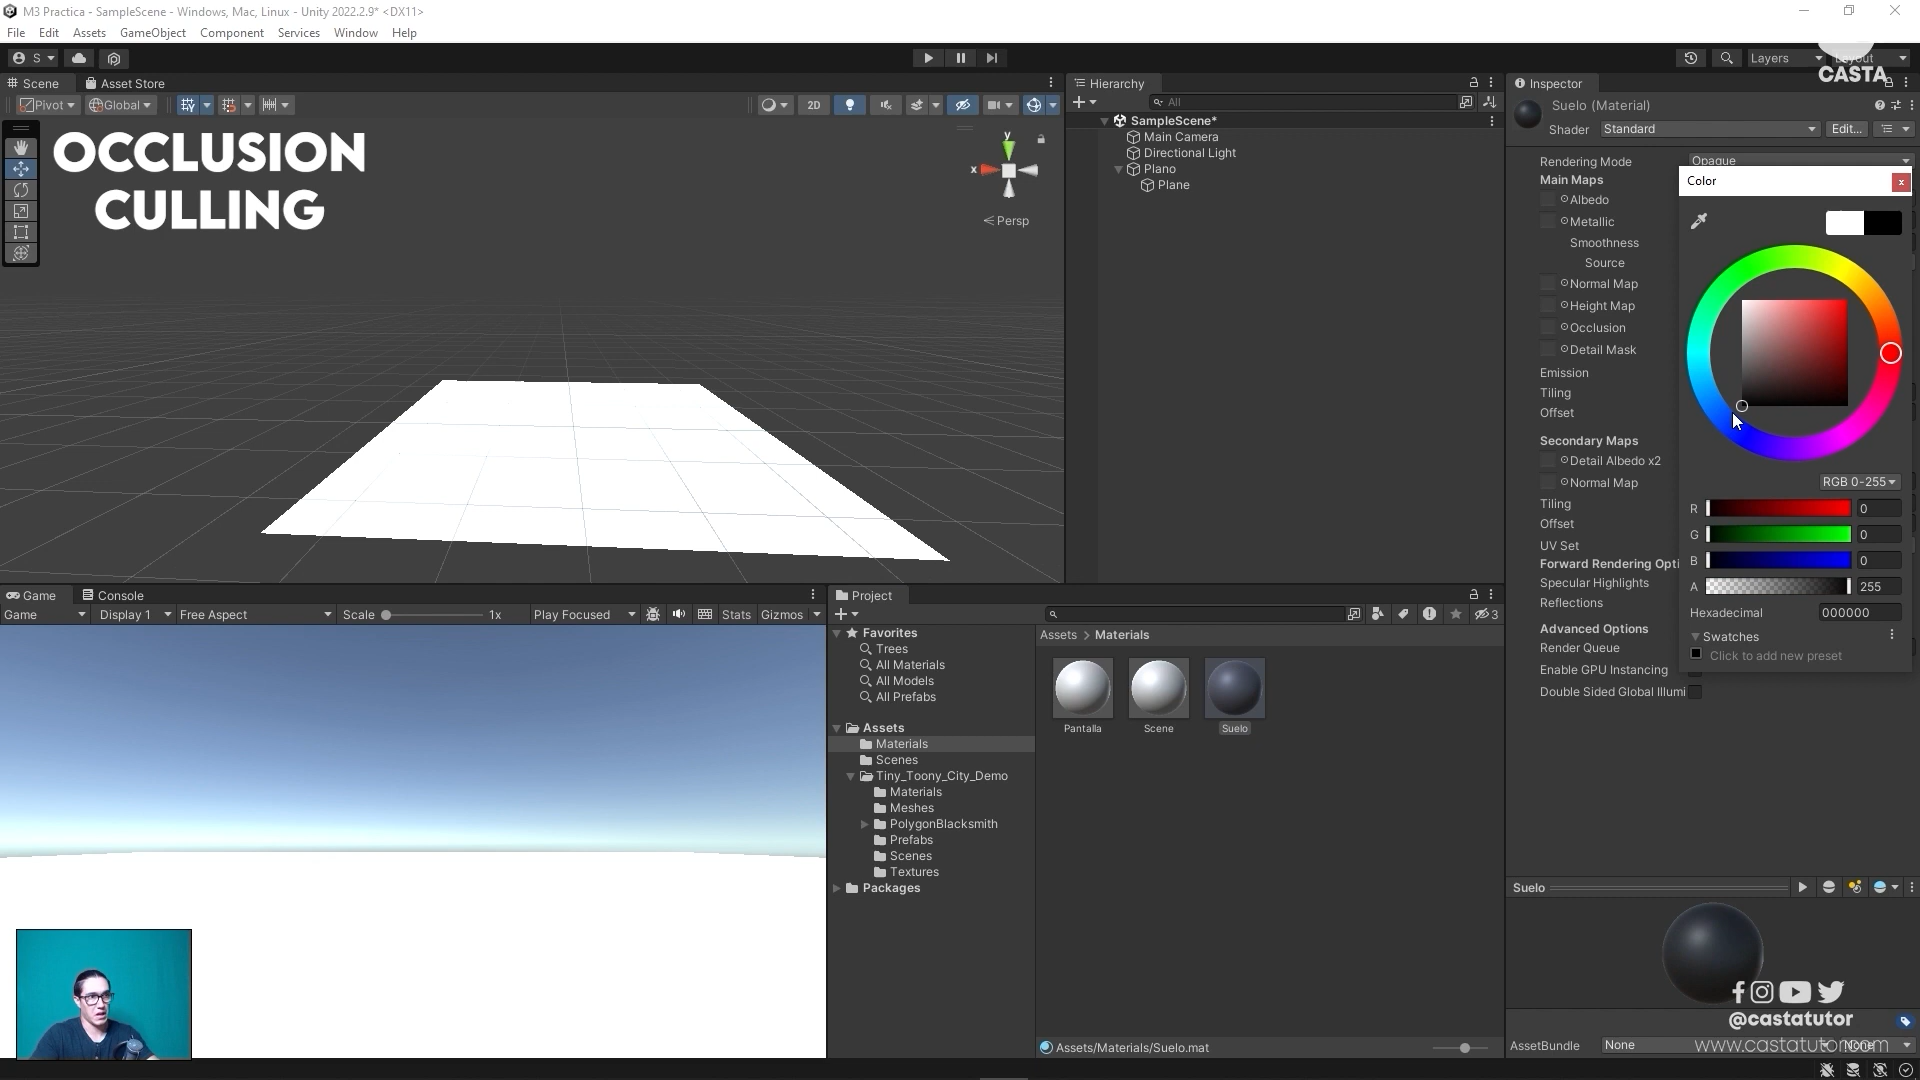 M3 Practica - SampleScene - Windows, Mac, Linux - Unity 2022.2.9* <DX11>
File Edit Assets GameObject Component Services Window Help
S Layers Layout
CASTA
Scene Asset Store
Pivot Global 2D
OCCLUSION
CULLING
y
x
Persp
Hierarchy
All
SampleScene*
Main Camera
Directional Light
Plano
Plane
Inspector
Suelo (Material)
Shader Standard Edit...
Rendering Mode Opaque
Main Maps
Albedo
Metallic
Smoothness
Source
Normal Map
Height Map
Occlusion
Detail Mask
Emission
Tiling
Offset
Secondary Maps
Detail Albedo x2
Normal Map
Tiling
Offset
UV Set
Forward Rendering Opti
Specular Highlights
Reflections
Advanced Options
Render Queue
Enable GPU Instancing
Double Sided Global Illumi
Color
x
RGB 0-255
R 0
G 0
B 0
A 255
Hexadecimal 000000
Swatches
Click to add new preset
Game Console
Game Display 1 Free Aspect Scale 1x Play Focused Stats Gizmos
Project
3
Favorites
Trees
All Materials
All Models
All Prefabs
Assets
Materials
Scenes
Tiny_Toony_City_Demo
Materials
Meshes
PolygonBlacksmith
Prefabs
Scenes
Textures
Packages
Assets > Materials
Pantalla Scene Suelo
Assets/Materials/Suelo.mat
Suelo
@castatutor
www.castatutor.com
AssetBundle None None